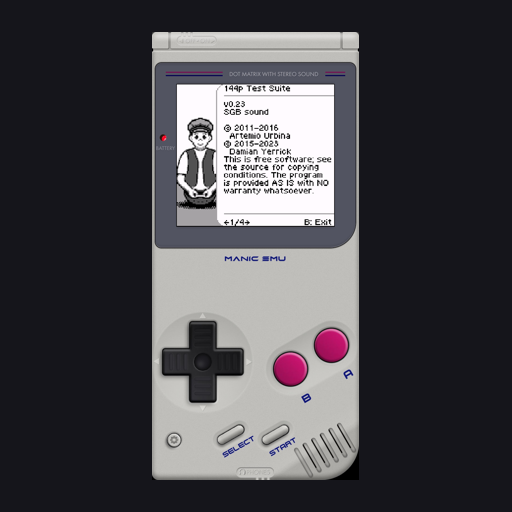 DOT MATRIX WITH STEREO SOUND
144p Test Suite
v0.23
SGB sound
© 2011-2016
Artemio Urbina
© 2015-2023
Damian Yerrick
This is free software; see
the source for copying
conditions. The program
is provided AS IS with NO
warranty whatsoever.
←1/4→
B: Exit
BATTERY
MANIC EMU
A
B
SELECT
START